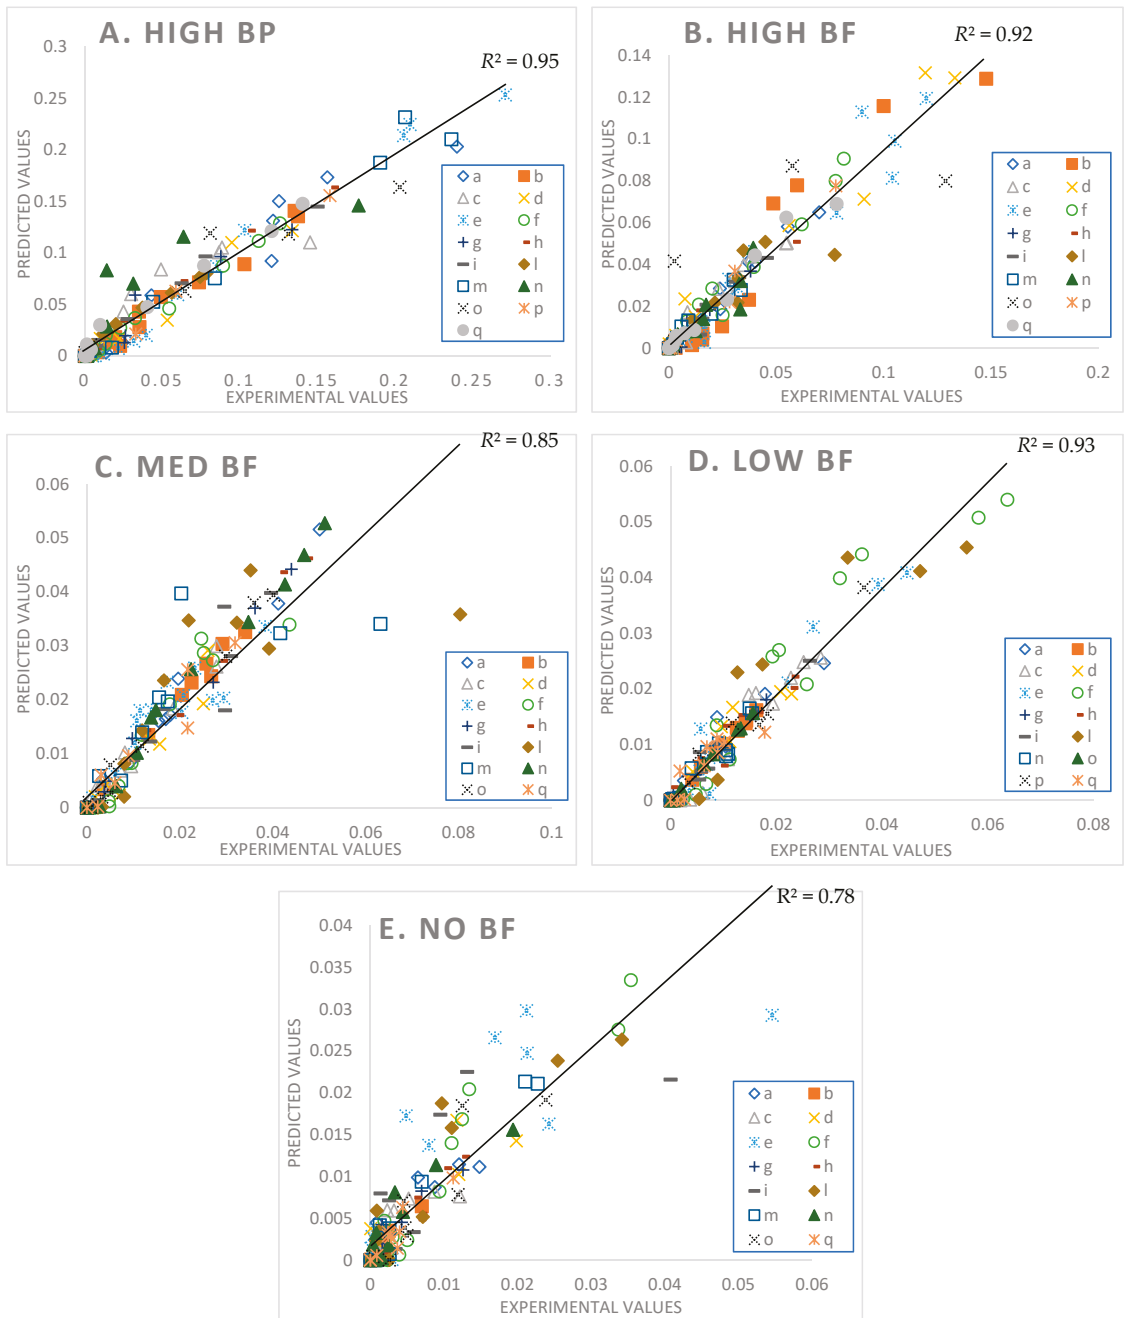 A. HIGH BP
R² = 0.95
PREDICTED VALUES
0.3
0.25
0.2
0.15
0.1
0.05
0
0 0.05 0.1 0.15 0.2 0.25 0.3
EXPERIMENTAL VALUES
a b
c d
e f
g h
i l
m n
o p
q
B. HIGH BF
R² = 0.92
PREDICTED VALUES
0.14
0.12
0.1
0.08
0.06
0.04
0.02
0
0 0.05 0.1 0.15 0.2
EXPERIMENTAL VALUES
a b
c d
e f
g h
i l
m n
o p
q
C. MED BF
R² = 0.85
PREDICTED VALUES
0.06
0.05
0.04
0.03
0.02
0.01
0
0 0.02 0.04 0.06 0.08 0.1
EXPERIMENTAL VALUES
a b
c d
e f
g h
i l
m n
o q
D. LOW BF
R² = 0.93
PREDICTED VALUES
0.06
0.05
0.04
0.03
0.02
0.01
0
0 0.02 0.04 0.06 0.08
EXPERIMENTAL VALUES
a b
c d
e f
g h
i l
n o
p q
E. NO BF
R² = 0.78
PREDICTED VALUES
0.04
0.035
0.03
0.025
0.02
0.015
0.01
0.005
0
0 0.01 0.02 0.03 0.04 0.05 0.06
EXPERIMENTAL VALUES
a b
c d
e f
g h
i l
m n
o q